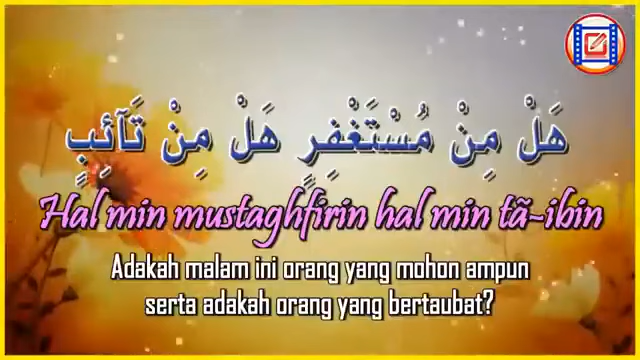 هَلْ مِنْ مُسْتَغْفِرٍ هَلْ مِنْ تَآئِبٍ
Hal min mustaghfirin hal min tã-ibin
Adakah malam ini orang yang mohon ampun
serta adakah orang yang bertaubat?